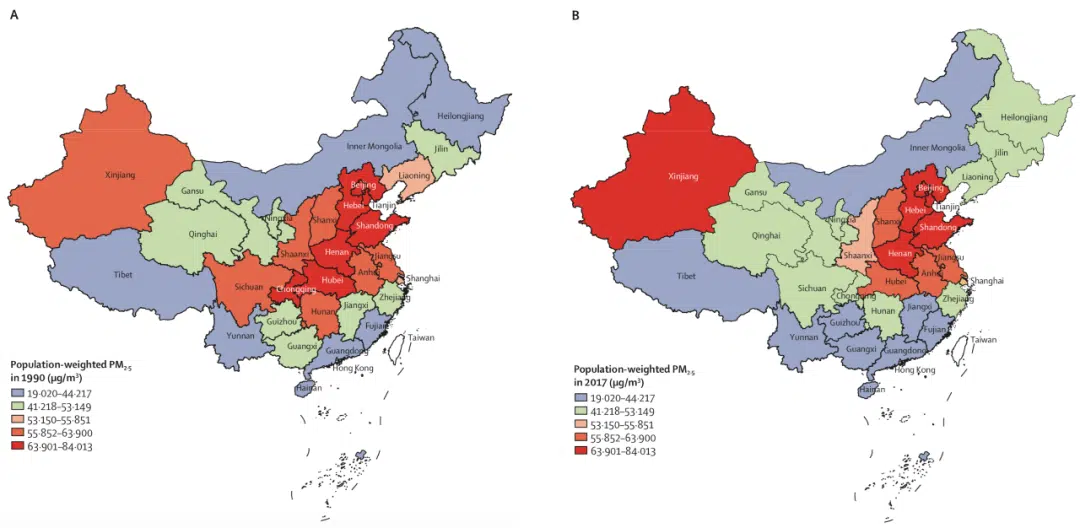 A
Heilongjiang
Inner Mongolia
Jilin
Xinjiang
Liaoning
Gansu
Beijing
Hebei
Tianjin
Ningxia
Shanxi
Shandong
Qinghai
Shaanxi
Henan
Jiangsu
Tibet
Anhui
Shanghai
Sichuan
Chongqing
Hubei
Zhejiang
Hunan
Jiangxi
Guizhou
Fujian
Yunnan
Guangxi
Guangdong
Taiwan
Hong Kong
Hainan
Population-weighted PM2·5
in 1990 (µg/m³)
19·020–44·217
41·218–53·149
53·150–55·851
55·852–63·900
63·901–84·013
B
Heilongjiang
Inner Mongolia
Jilin
Xinjiang
Liaoning
Gansu
Beijing
Hebei
Tianjin
Ningxia
Shanxi
Shandong
Qinghai
Shaanxi
Henan
Jiangsu
Tibet
Anhui
Shanghai
Sichuan
Chongqing
Hubei
Zhejiang
Hunan
Jiangxi
Guizhou
Fujian
Yunnan
Guangxi
Guangdong
Taiwan
Hong Kong
Hainan
Population-weighted PM2·5
in 2017 (µg/m³)
19·020–44·217
41·218–53·149
53·150–55·851
55·852–63·900
63·901–84·013